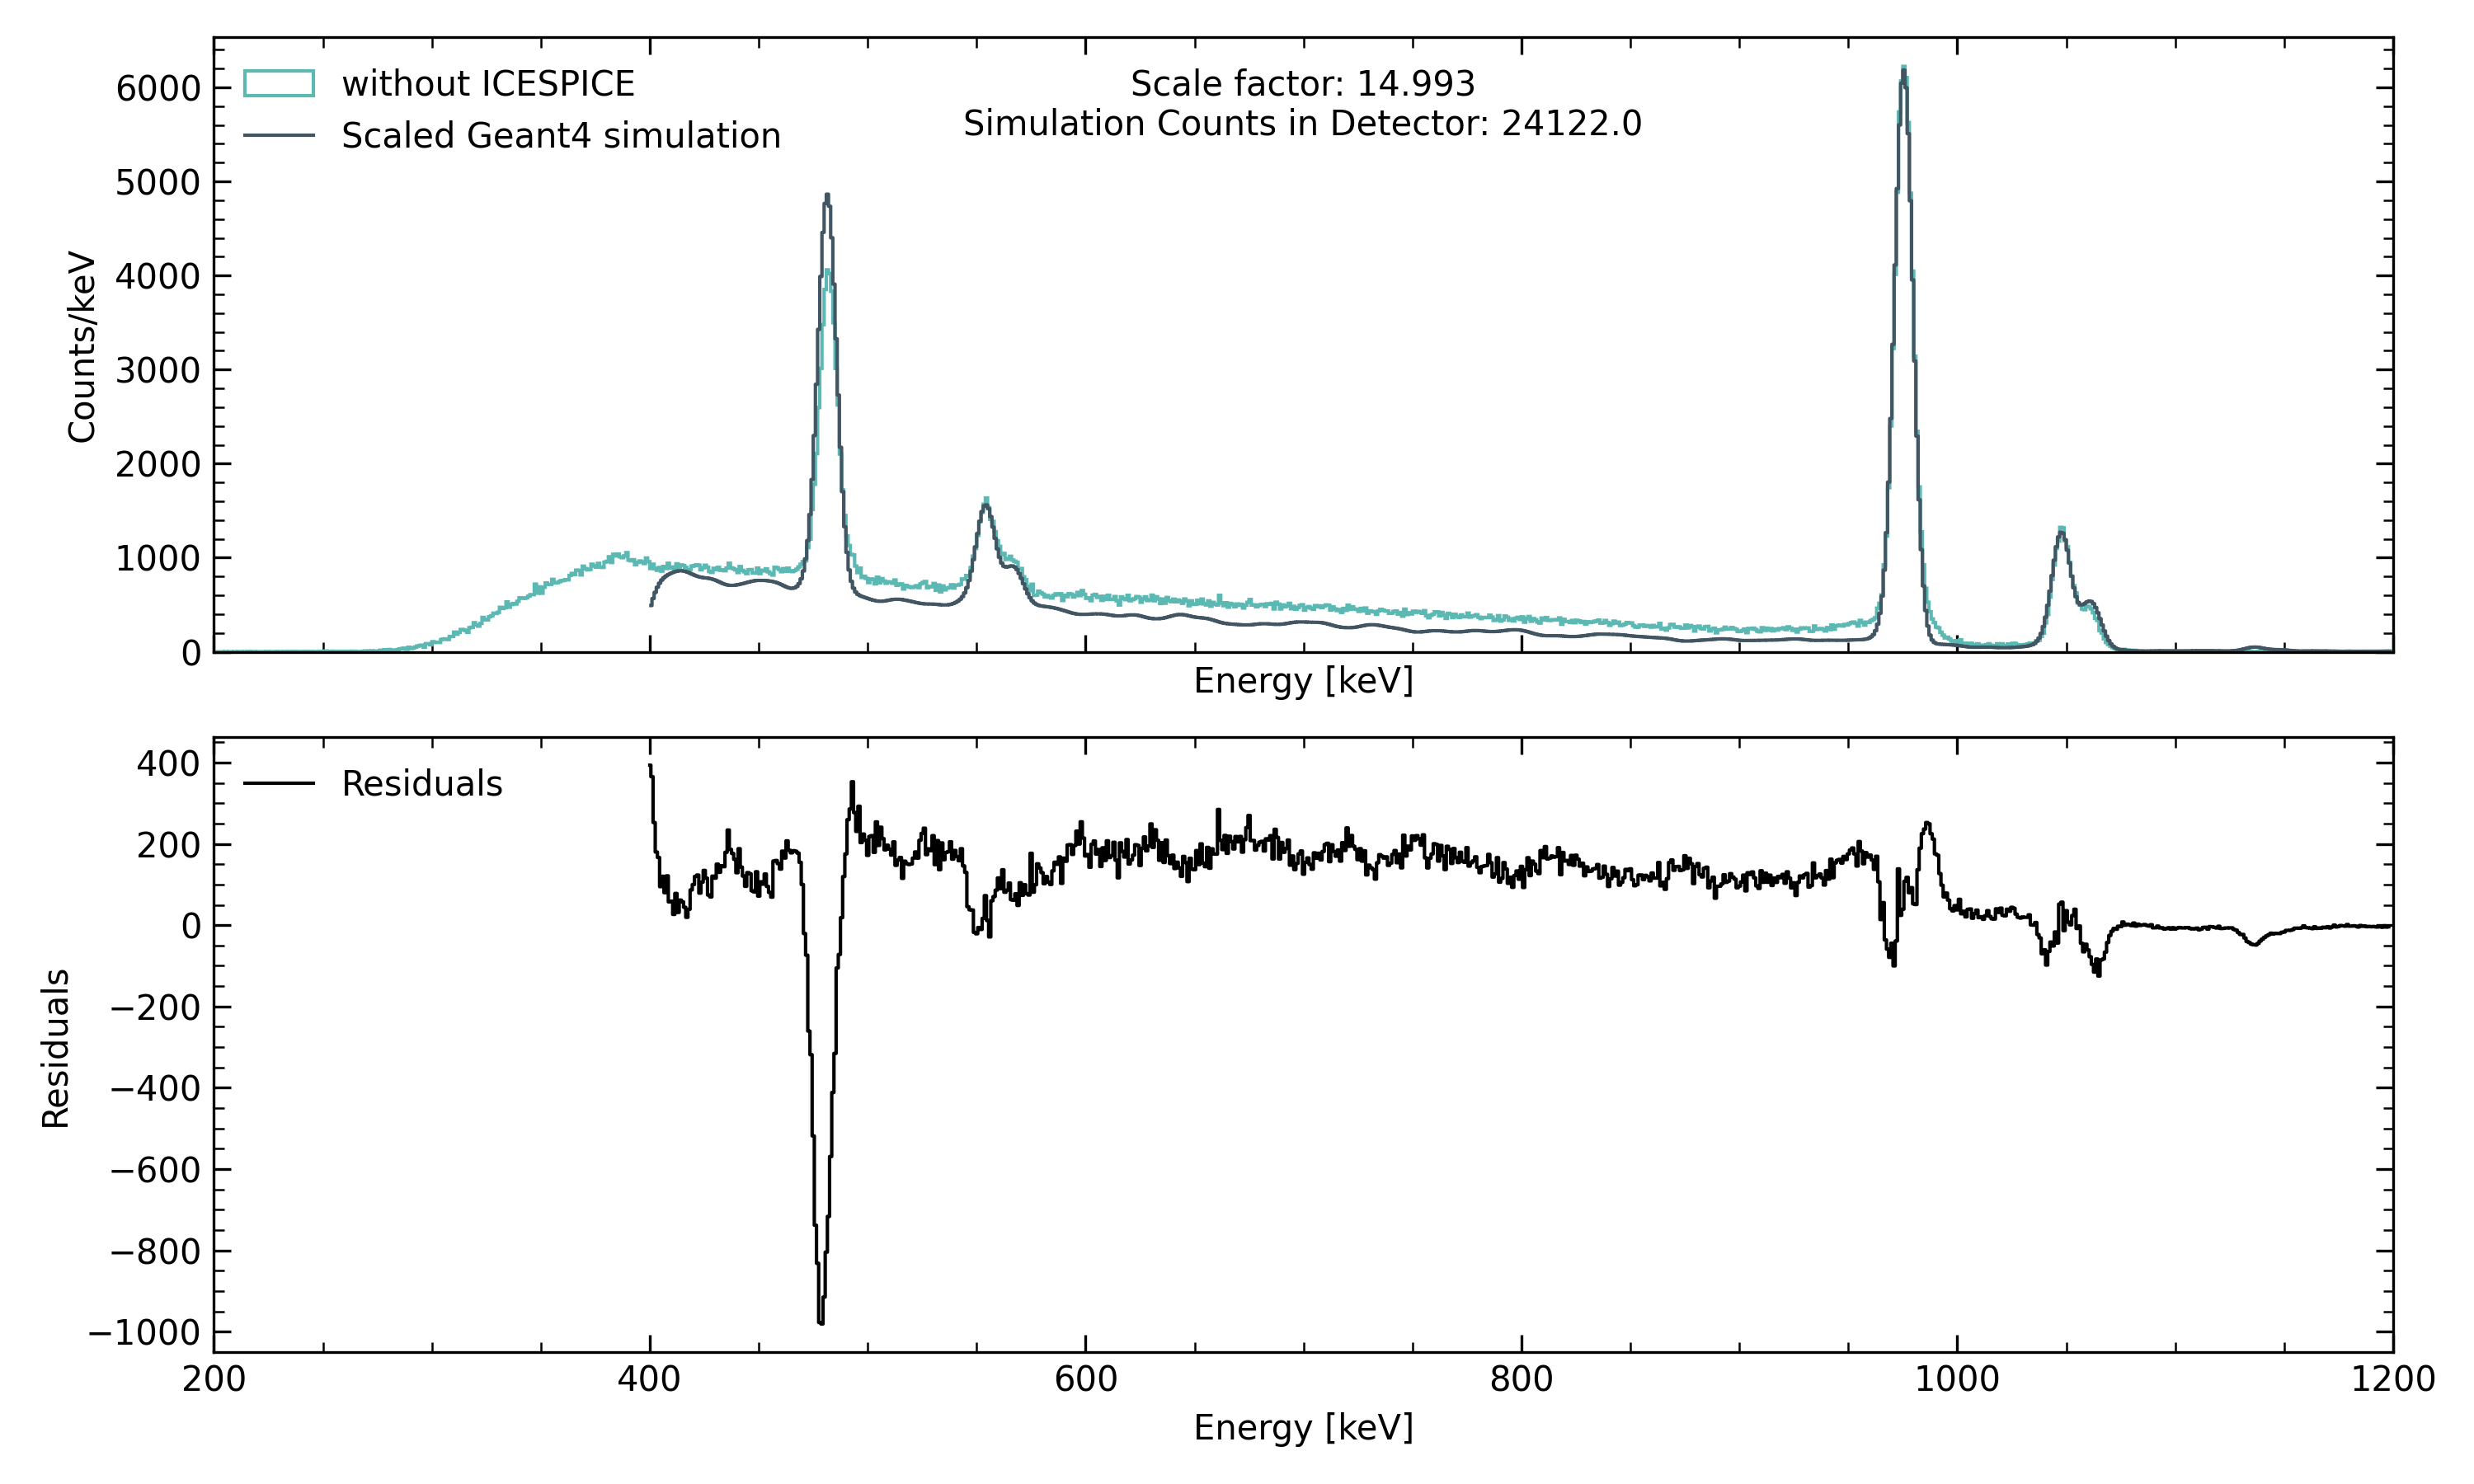 without ICESPICE
Scaled Geant4 simulation
Scale factor: 14.993
Simulation Counts in Detector: 24122.0
Counts/keV
6000
5000
4000
3000
2000
1000
0
Energy [keV]
Residuals
Residuals
400
200
0
−200
−400
−600
−800
−1000
200 400 600 800 1000 1200
Energy [keV]